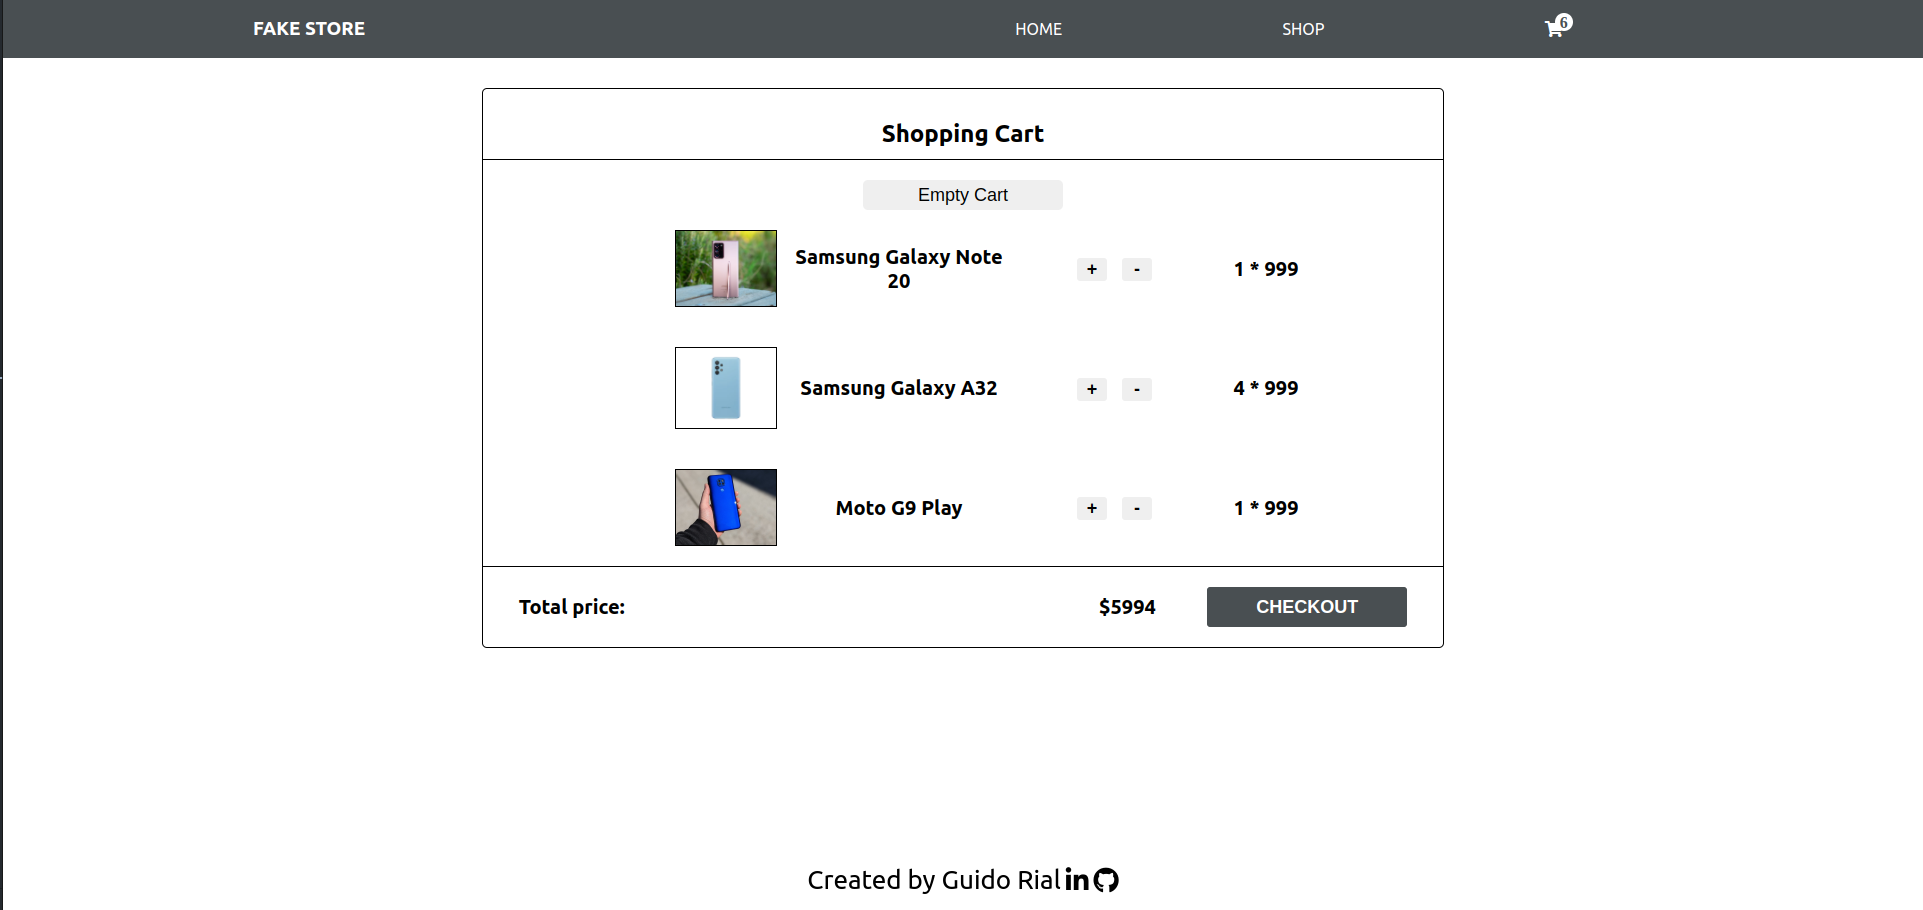 FAKE STORE
HOME
SHOP
6
Shopping Cart
Empty Cart
Samsung Galaxy Note
20
+
-
1 * 999
Samsung Galaxy A32
+
-
4 * 999
Moto G9 Play
+
-
1 * 999
Total price:
$5994
CHECKOUT
Created by Guido Rial in